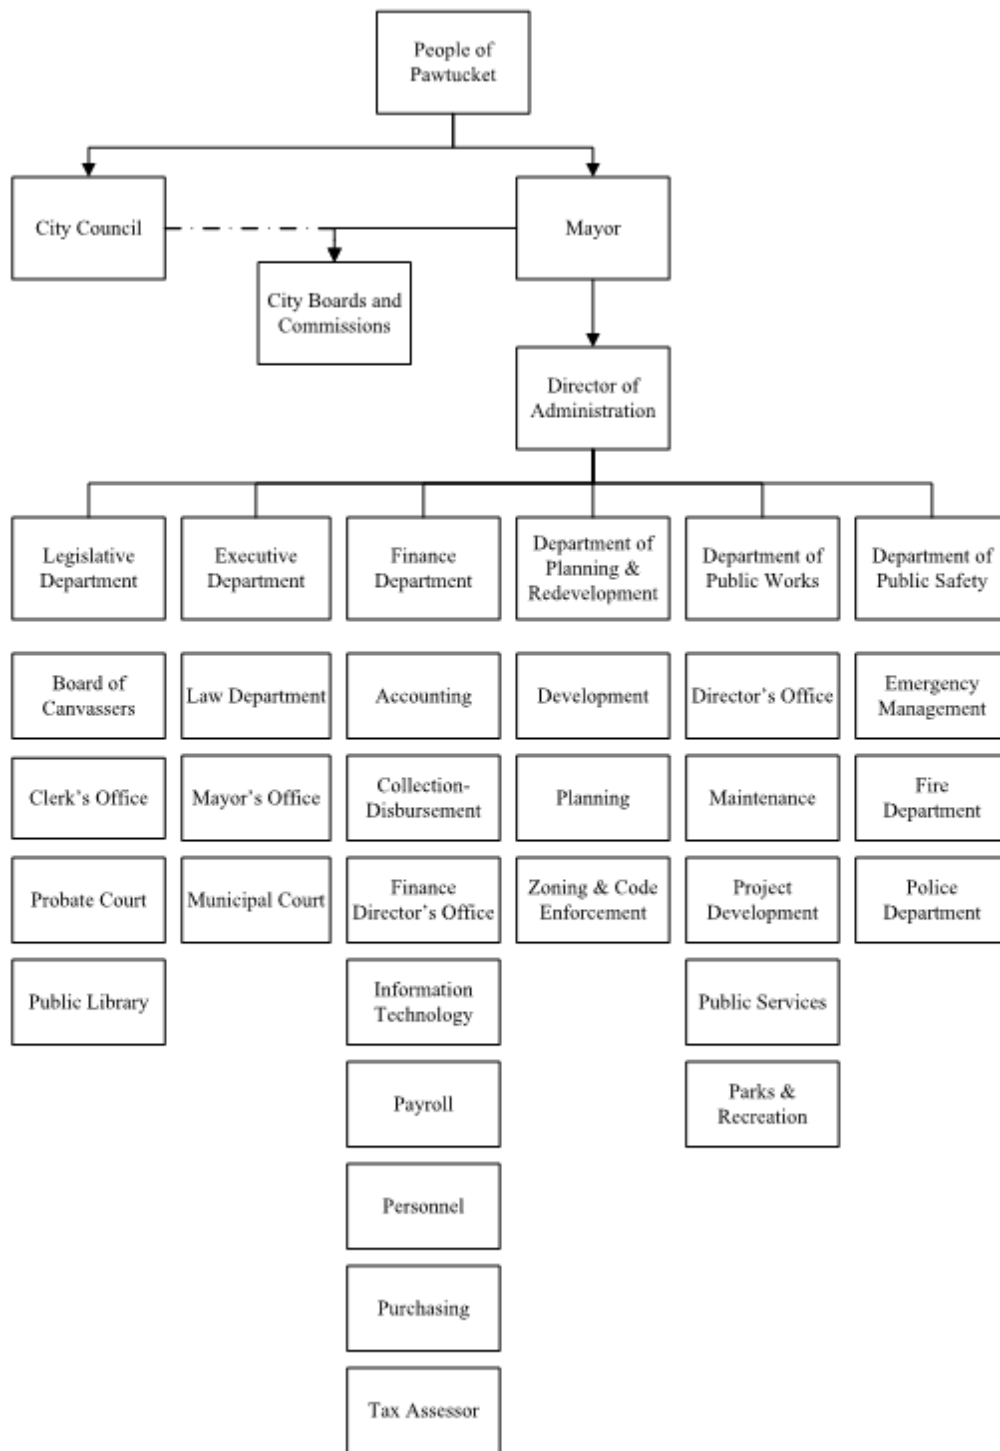 People of
Pawtucket
City Council
Mayor
City Boards and
Commissions
Director of
Administration
Legislative
Department
Executive
Department
Finance
Department
Department of
Planning &
Redevelopment
Department of
Public Works
Department of
Public Safety
Board of
Canvassers
Law Department
Accounting
Development
Director's Office
Emergency
Management
Clerk's Office
Mayor's Office
Collection-
Disbursement
Planning
Maintenance
Fire
Department
Probate Court
Municipal Court
Finance
Director's Office
Zoning & Code
Enforcement
Project
Development
Police
Department
Public Library
Information
Technology
Public Services
Payroll
Parks &
Recreation
Personnel
Purchasing
Tax Assessor